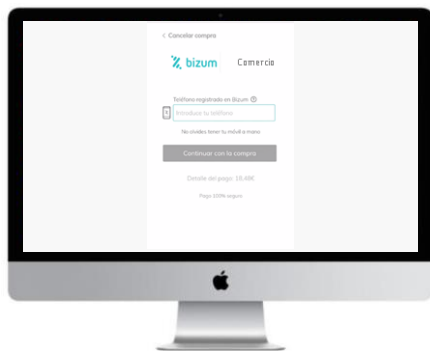 < Cancelar compra
bizum Comercio
Teléfono registrado en Bizum
Introduce tu teléfono
No olvides tener tu móvil a mano
Continuar con la compra
Detalle del pago: 18,49€
Pago 100% seguro